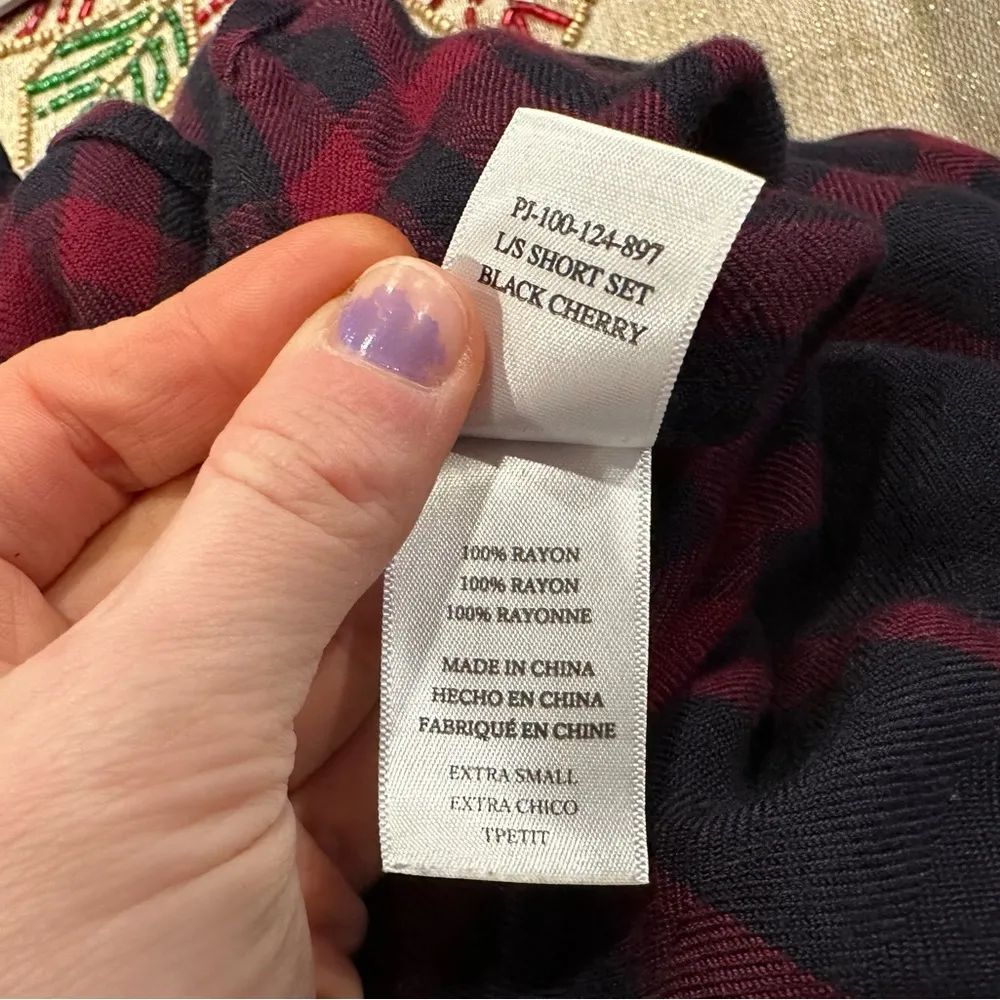 PJ-100-124-897
L/S SHORT SET
BLACK CHERRY
100% RAYON
100% RAYON
100% RAYONNE
MADE IN CHINA
HECHO EN CHINA
FABRIQUÉ EN CHINE
EXTRA SMALL
EXTRA CHICO
TPETIT